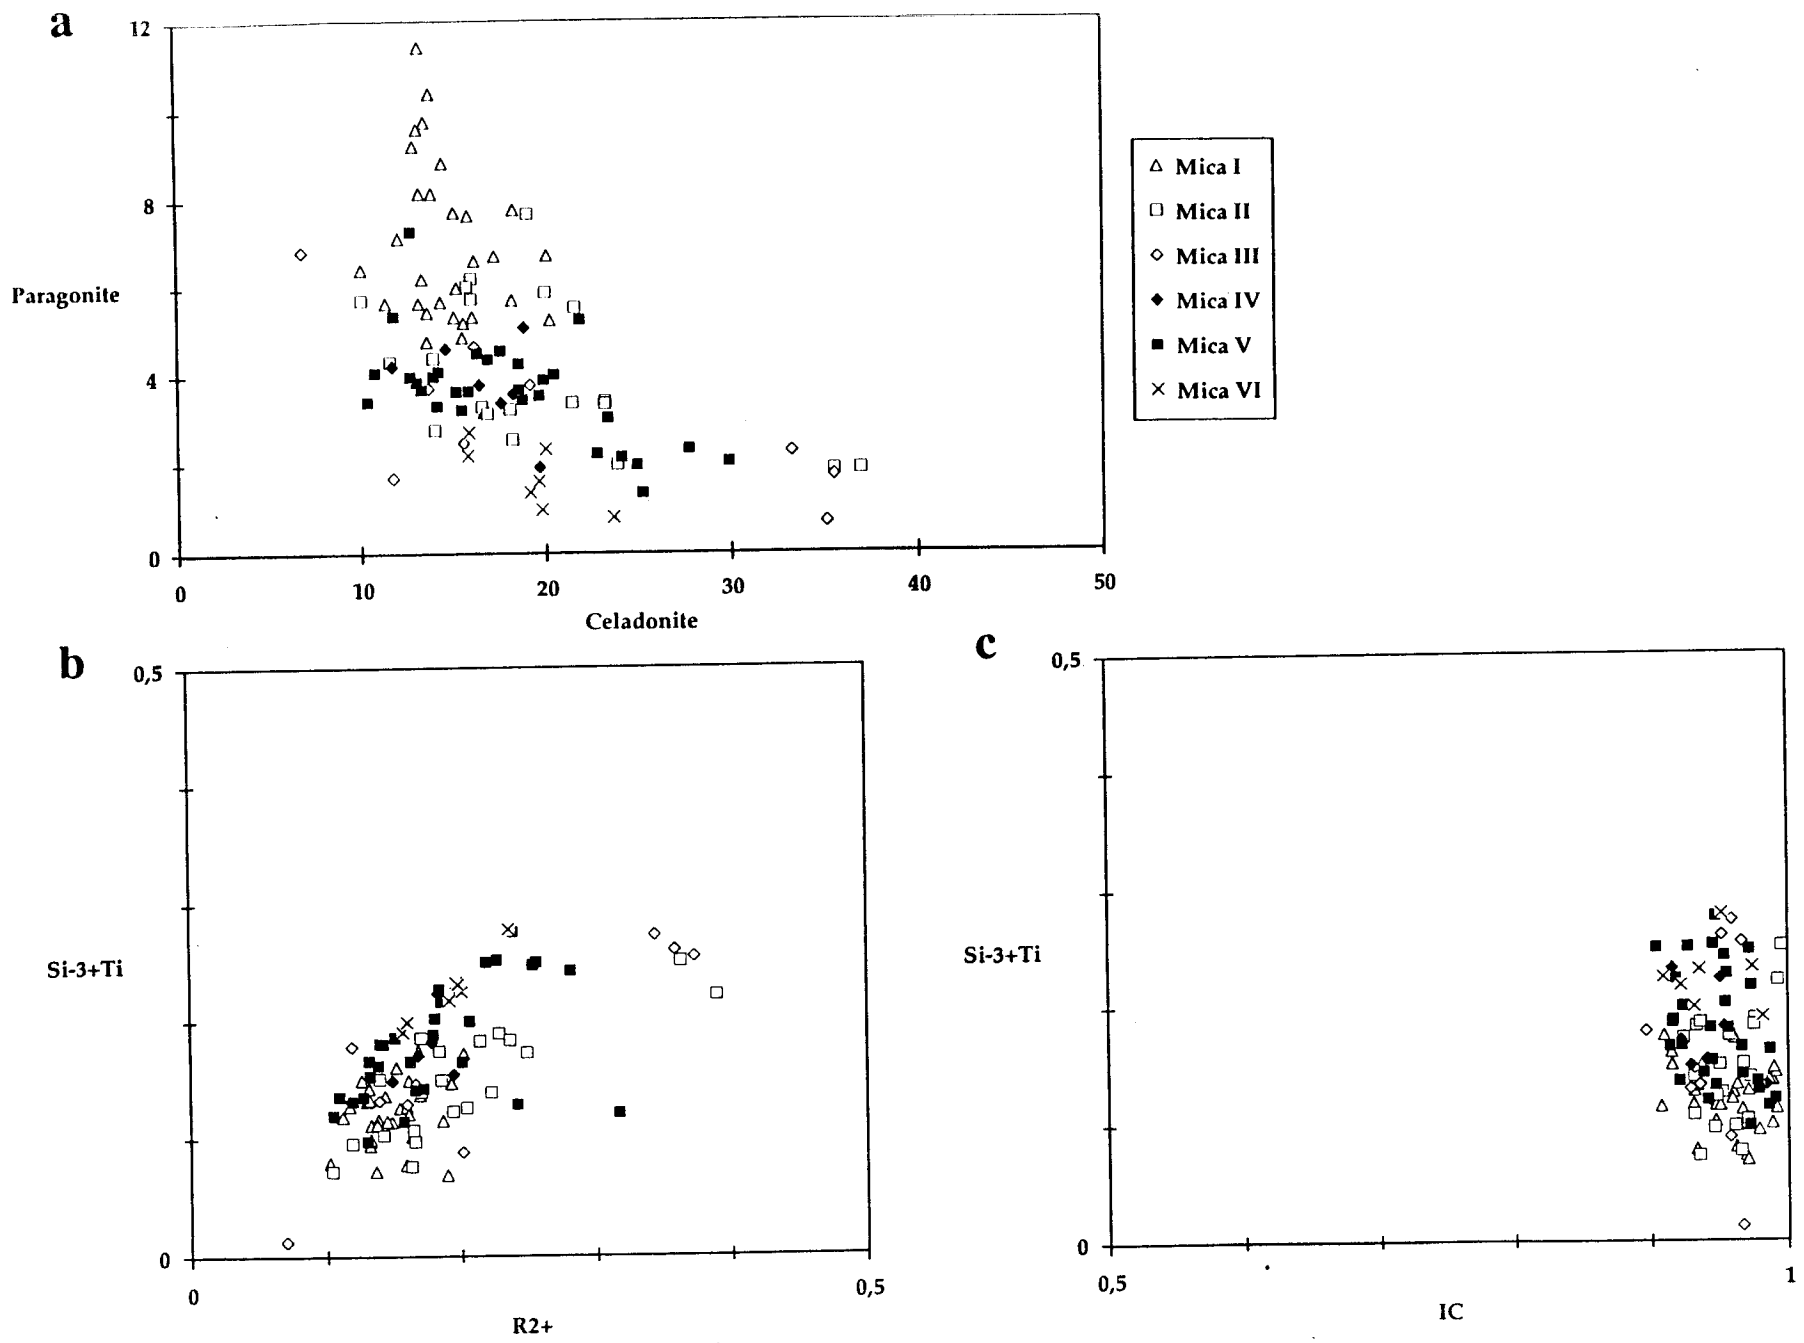 a
12
8
Paragonite
4
0
0 10 20 30 40 50
Celadonite
Mica I
Mica II
Mica III
Mica IV
Mica V
Mica VI
b
0,5
Si-3+Ti
0
0 0,5
R2+
c
0,5
Si-3+Ti
0
0,5 1
IC